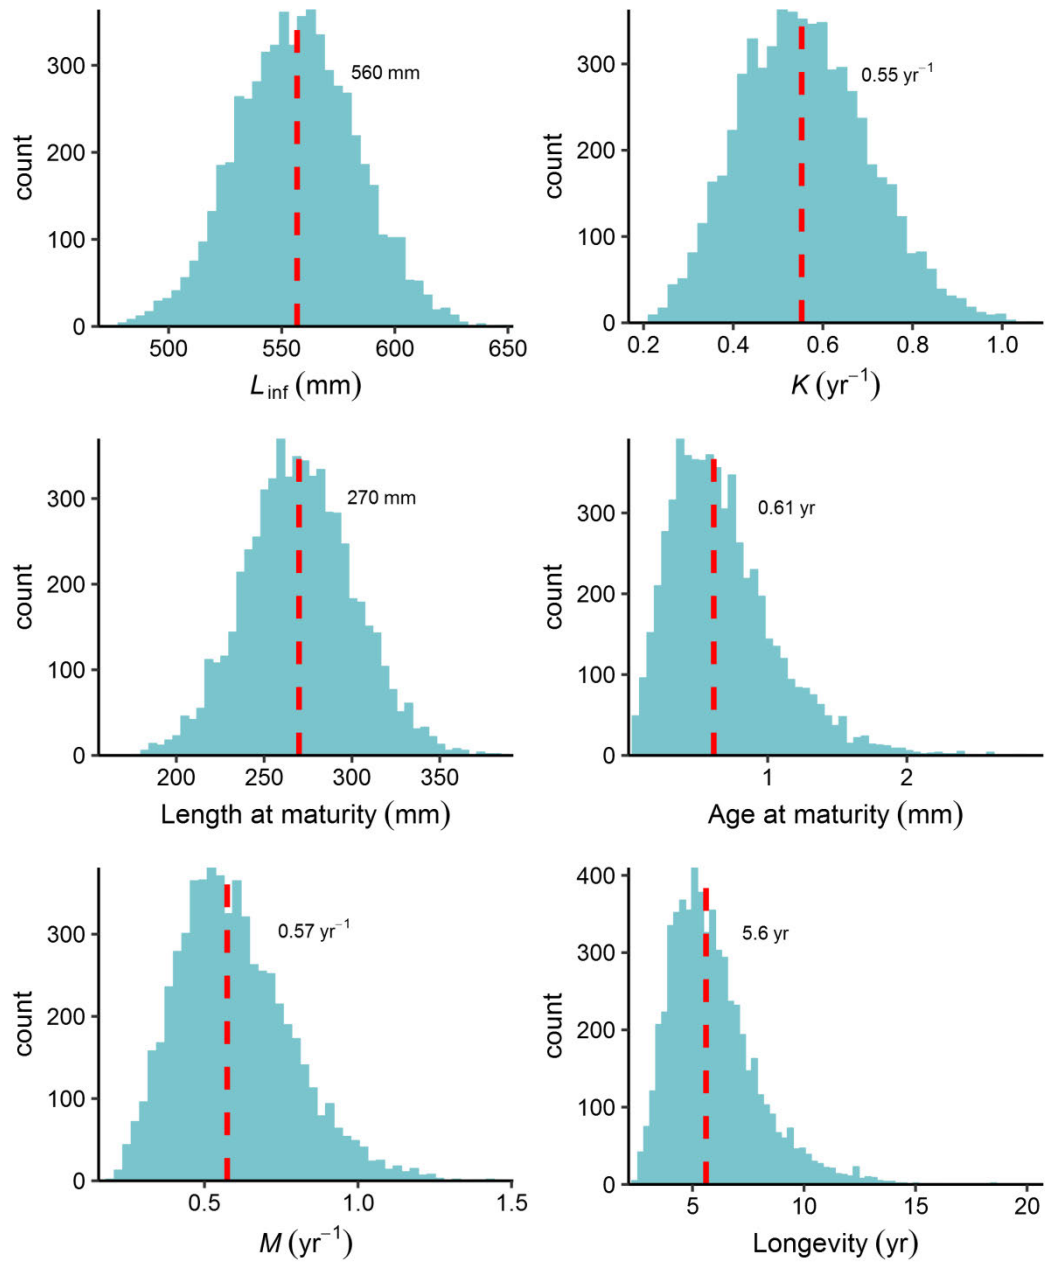 300
200
100
0
count
560 mm
500
550
600
650
L_inf (mm)
300
200
100
0
count
0.55 yr⁻¹
0.2
0.4
0.6
0.8
1.0
K (yr⁻¹)
300
200
100
0
count
270 mm
200
250
300
350
Length at maturity (mm)
300
200
100
0
count
0.61 yr
1
2
Age at maturity (mm)
300
200
100
0
count
0.57 yr⁻¹
0.5
1.0
1.5
M (yr⁻¹)
400
300
200
100
0
count
5.6 yr
5
10
15
20
Longevity (yr)